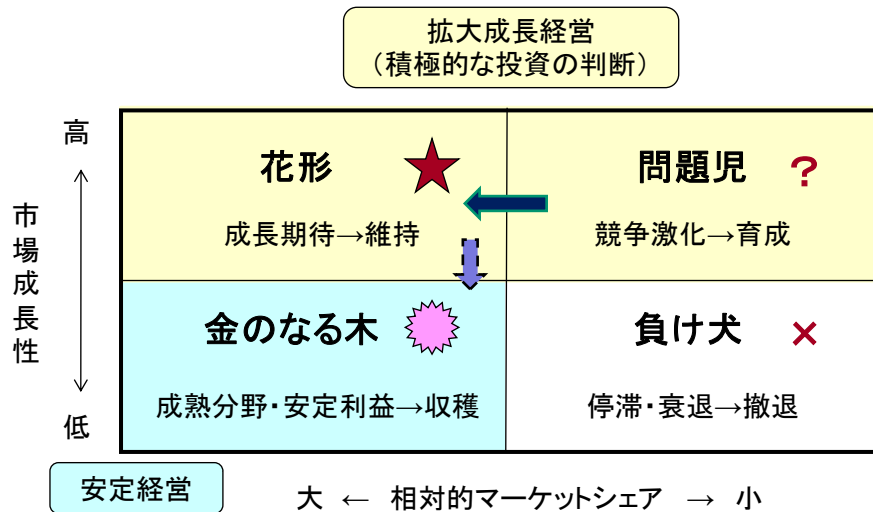 拡大成長経営
（積極的な投資の判断）
高
花形
問題児
？
成長期待→維持
競争激化→育成
市場成長性
金のなる木
負け犬
×
成熟分野・安定利益→収穫
停滞・衰退→撤退
低
安定経営
大 ← 相対的マーケットシェア → 小